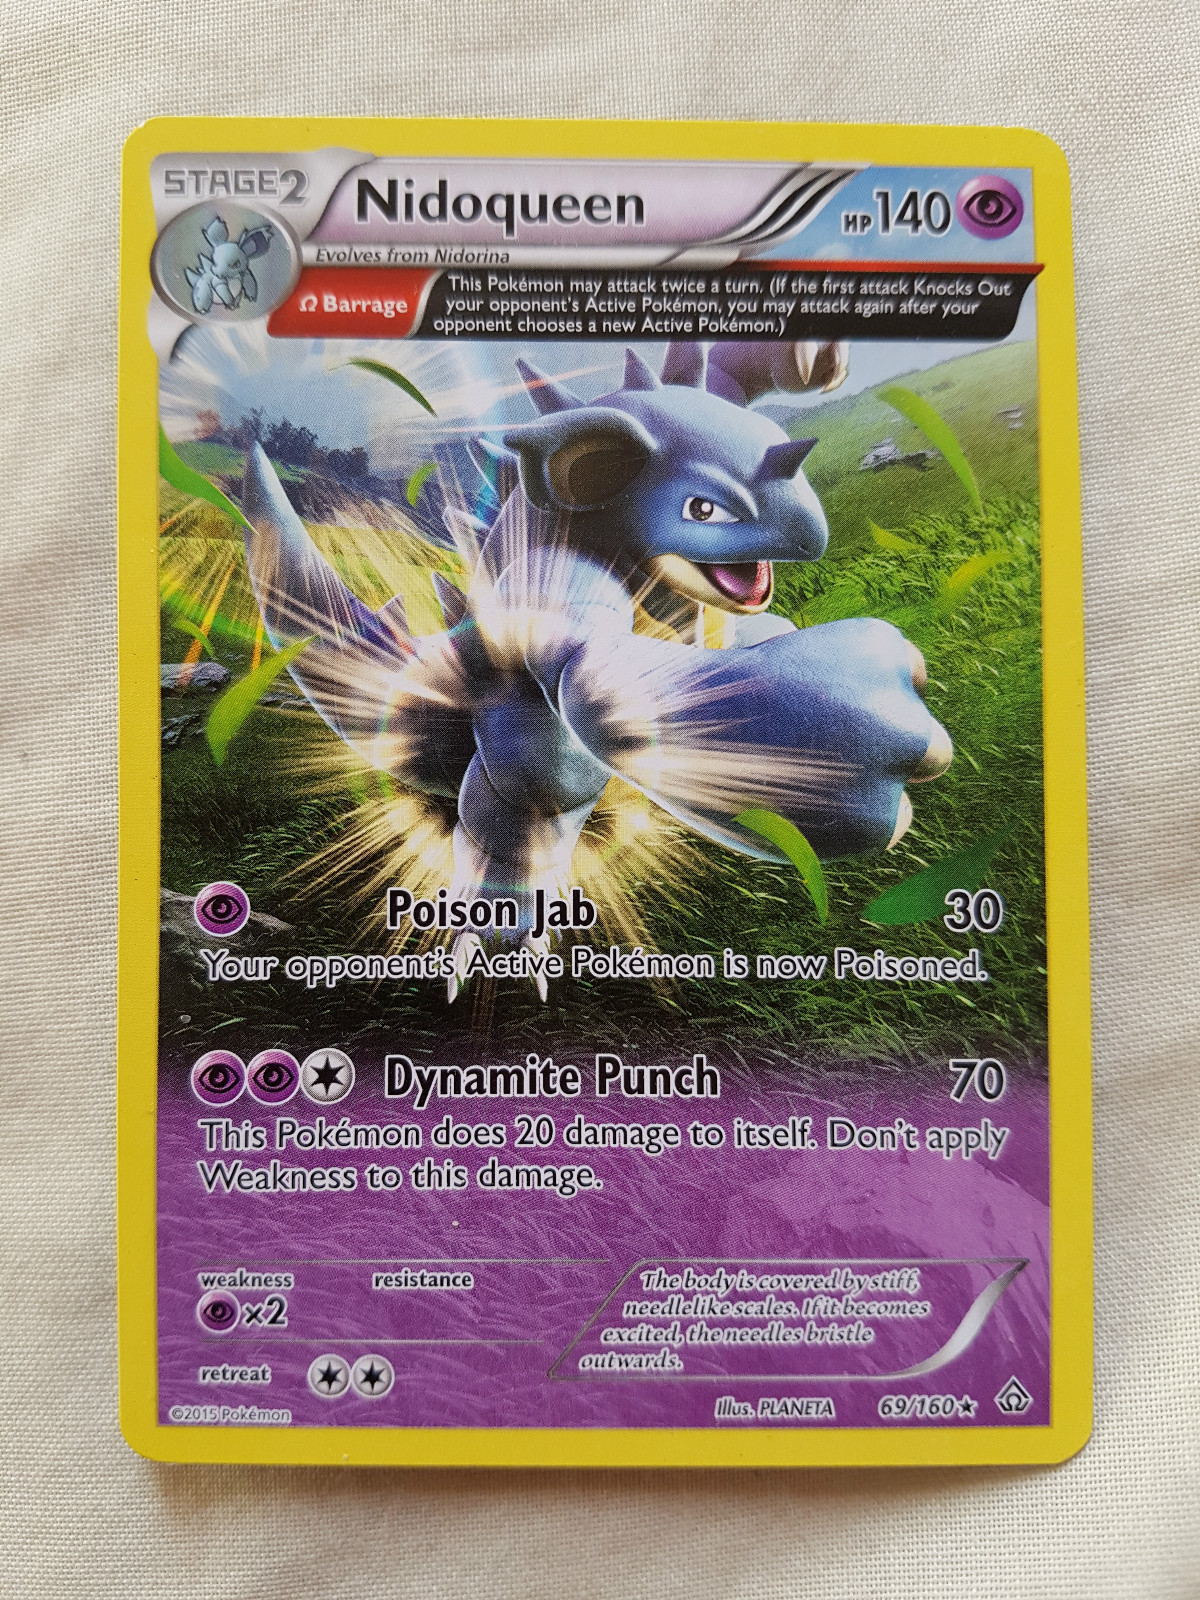 STAGE2
Nidoqueen
HP140
Evolves from Nidorina
Ω Barrage
This Pokémon may attack twice a turn. (If the first attack Knocks Out
your opponent's Active Pokémon, you may attack again after your
opponent chooses a new Active Pokémon.)
Poison Jab 30
Your opponent's Active Pokémon is now Poisoned.
Dynamite Punch 70
This Pokémon does 20 damage to itself. Don't apply
Weakness to this damage.
weakness resistance
×2
The body is covered by stiff,
needlelike scales. If it becomes
excited, the needles bristle
outwards.
retreat
©2015 Pokémon Illus. PLANETA 69/160★ Ω